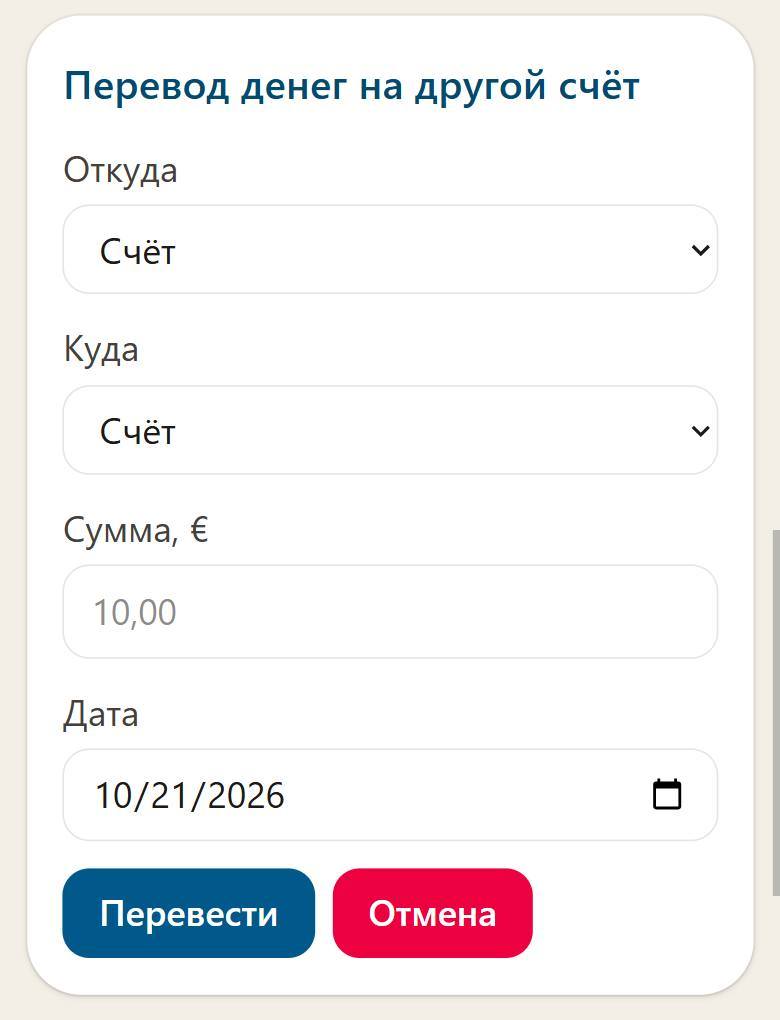 Перевод денег на другой счёт
Откуда
Счёт
Куда
Счёт
Сумма, €
10,00
Дата
10/21/2026
Перевести Отмена